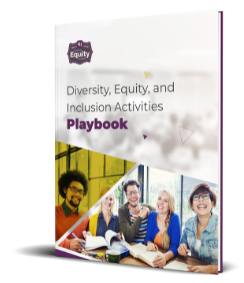 Equity
Diversity, Equity, and
Inclusion Activities
Playbook